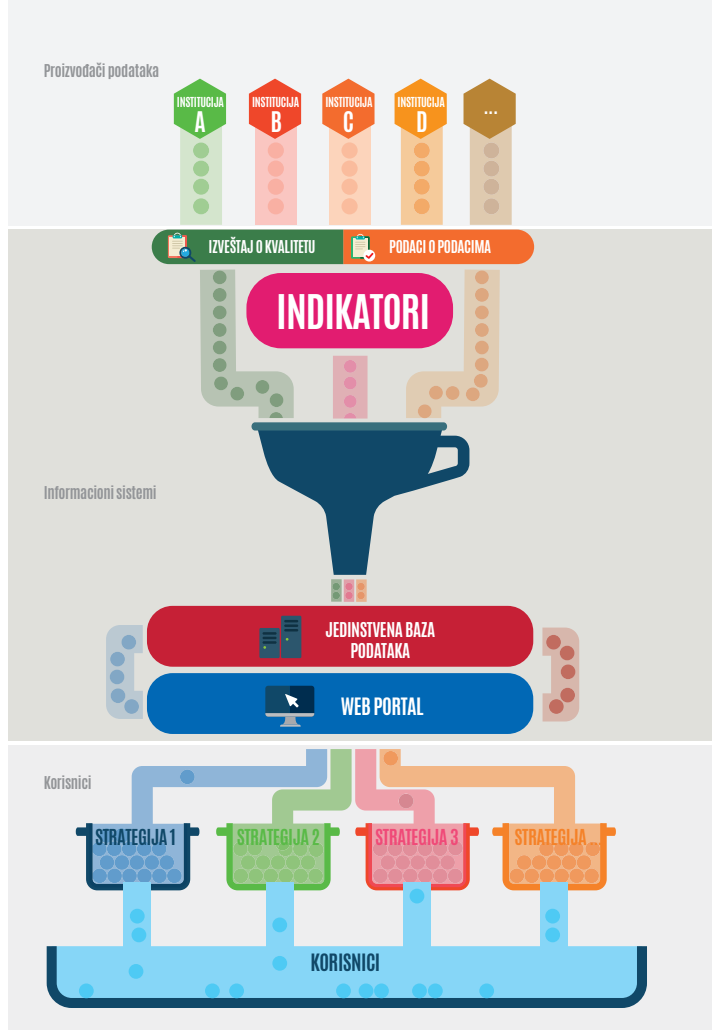 Proizvođači podataka
INSTITUCIJA
A
INSTITUCIJA
B
INSTITUCIJA
C
INSTITUCIJA
D
...
IZVEŠTAJ O KVALITETU
PODACI O PODACIMA
INDIKATORI
Informacioni sistemi
JEDINSTVENA BAZA
PODATAKA
WEB PORTAL
Korisnici
STRATEGIJA 1
STRATEGIJA 2
STRATEGIJA 3
STRATEGIJA ...
KORISNICI